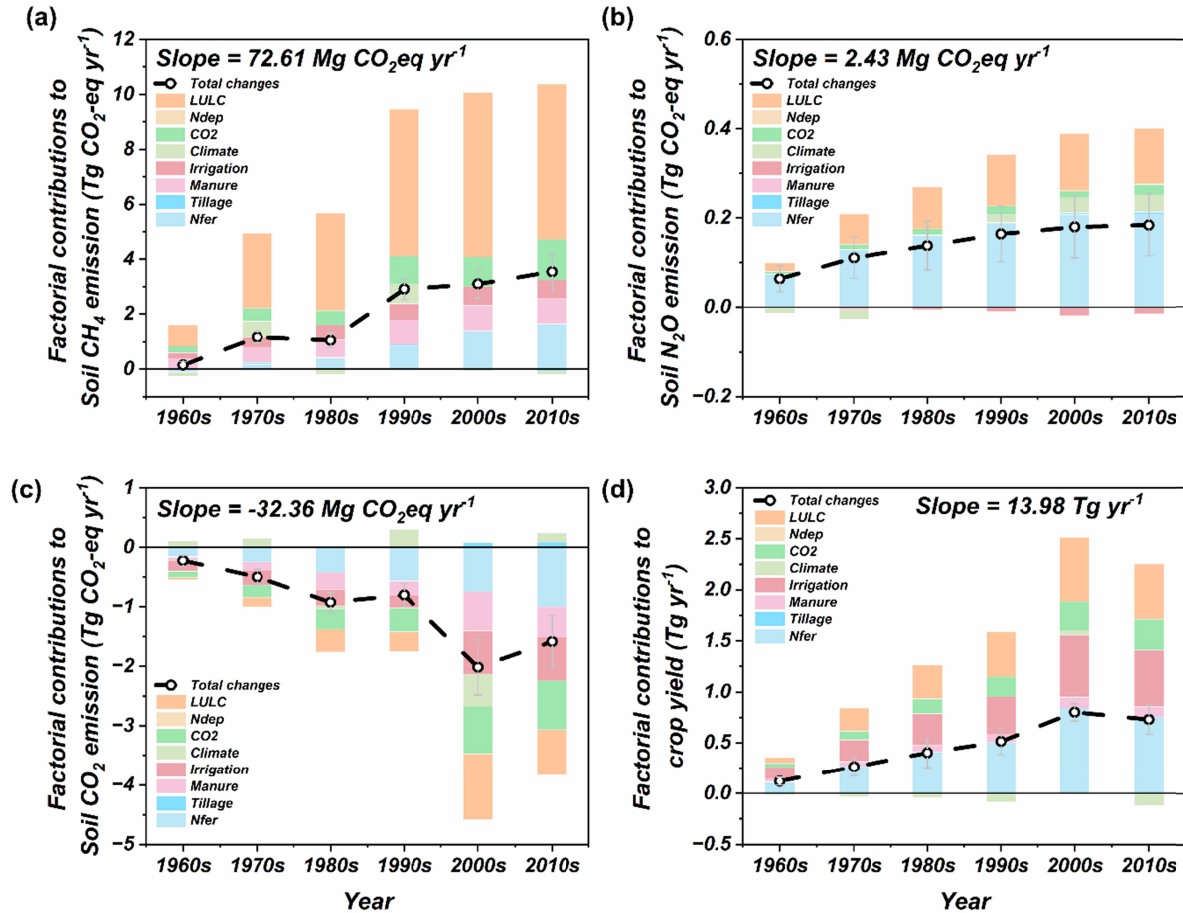 (a)
Factorial contributions to
Soil CH₄ emission (Tg CO₂-eq yr⁻¹)
12
10
8
6
4
2
0
Slope = 72.61 Mg CO₂eq yr⁻¹
Total changes
LULC
Ndep
CO2
Climate
Irrigation
Manure
Tillage
Nfer
1960s 1970s 1980s 1990s 2000s 2010s
(b)
Factorial contributions to
Soil N₂O emission (Tg CO₂-eq yr⁻¹)
0.6
0.4
0.2
0.0
−0.2
Slope = 2.43 Mg CO₂eq yr⁻¹
Total changes
LULC
Ndep
CO2
Climate
Irrigation
Manure
Tillage
Nfer
1960s 1970s 1980s 1990s 2000s 2010s
(c)
Factorial contributions to
Soil CO₂ emission (Tg CO₂-eq yr⁻¹)
1
0
−1
−2
−3
−4
−5
Slope = -32.36 Mg CO₂eq yr⁻¹
Total changes
LULC
Ndep
CO2
Climate
Irrigation
Manure
Tillage
Nfer
1960s 1970s 1980s 1990s 2000s 2010s
Year
(d)
Factorial contributions to
crop yield (Tg yr⁻¹)
3.0
2.5
2.0
1.5
1.0
0.5
0.0
−0.5
Slope = 13.98 Tg yr⁻¹
Total changes
LULC
Ndep
CO2
Climate
Irrigation
Manure
Tillage
Nfer
1960s 1970s 1980s 1990s 2000s 2010s
Year